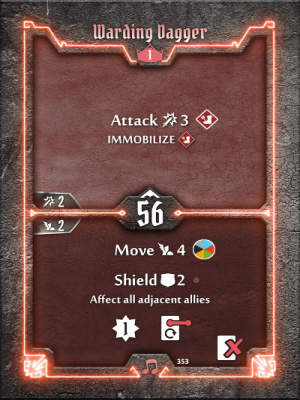 Warding Dagger
1
Attack 3
IMMOBILIZE
2
56
2
Move 4
Shield 2
Affect all adjacent allies
1
353